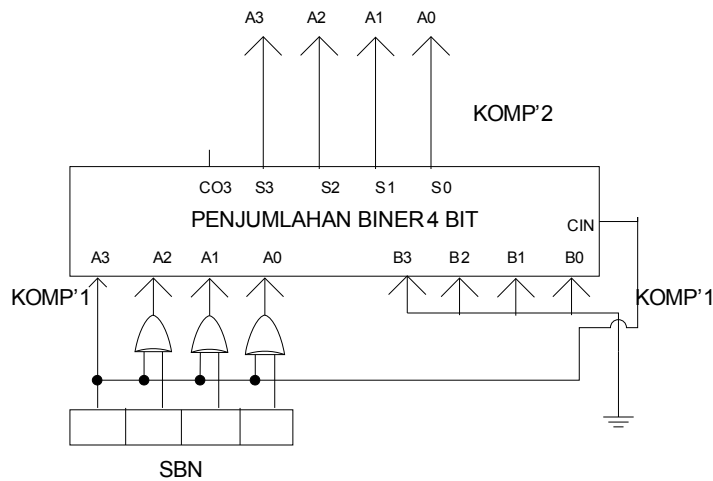 A3 A2 A1 A0
KOMP'2
CO3 S3 S2 S1 S0
PENJUMLAHAN BINER 4 BIT
CIN
A3 A2 A1 A0 B3 B2 B1 B0
KOMP'1 KOMP'1
SBN